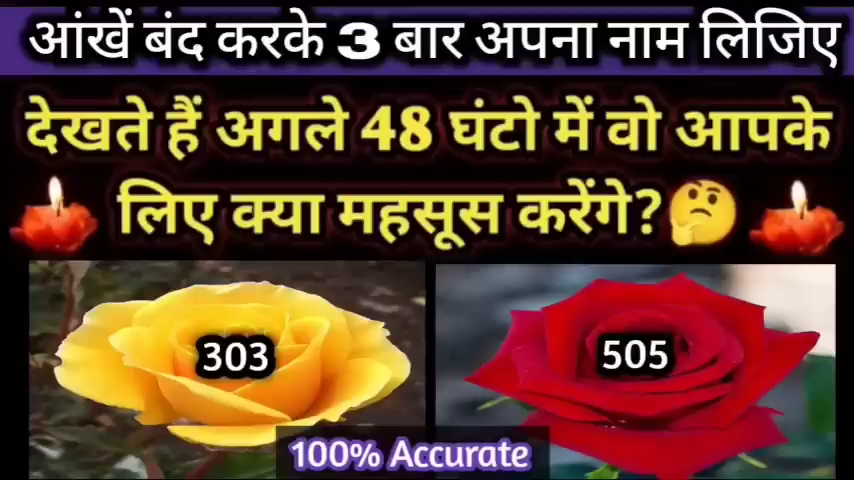 आंखें बंद करके 3 बार अपना नाम लिजिए
देखते हैं अगले 48 घंटो में वो आपके
लिए क्या महसूस करेंगे?🤔
303
505
100% Accurate